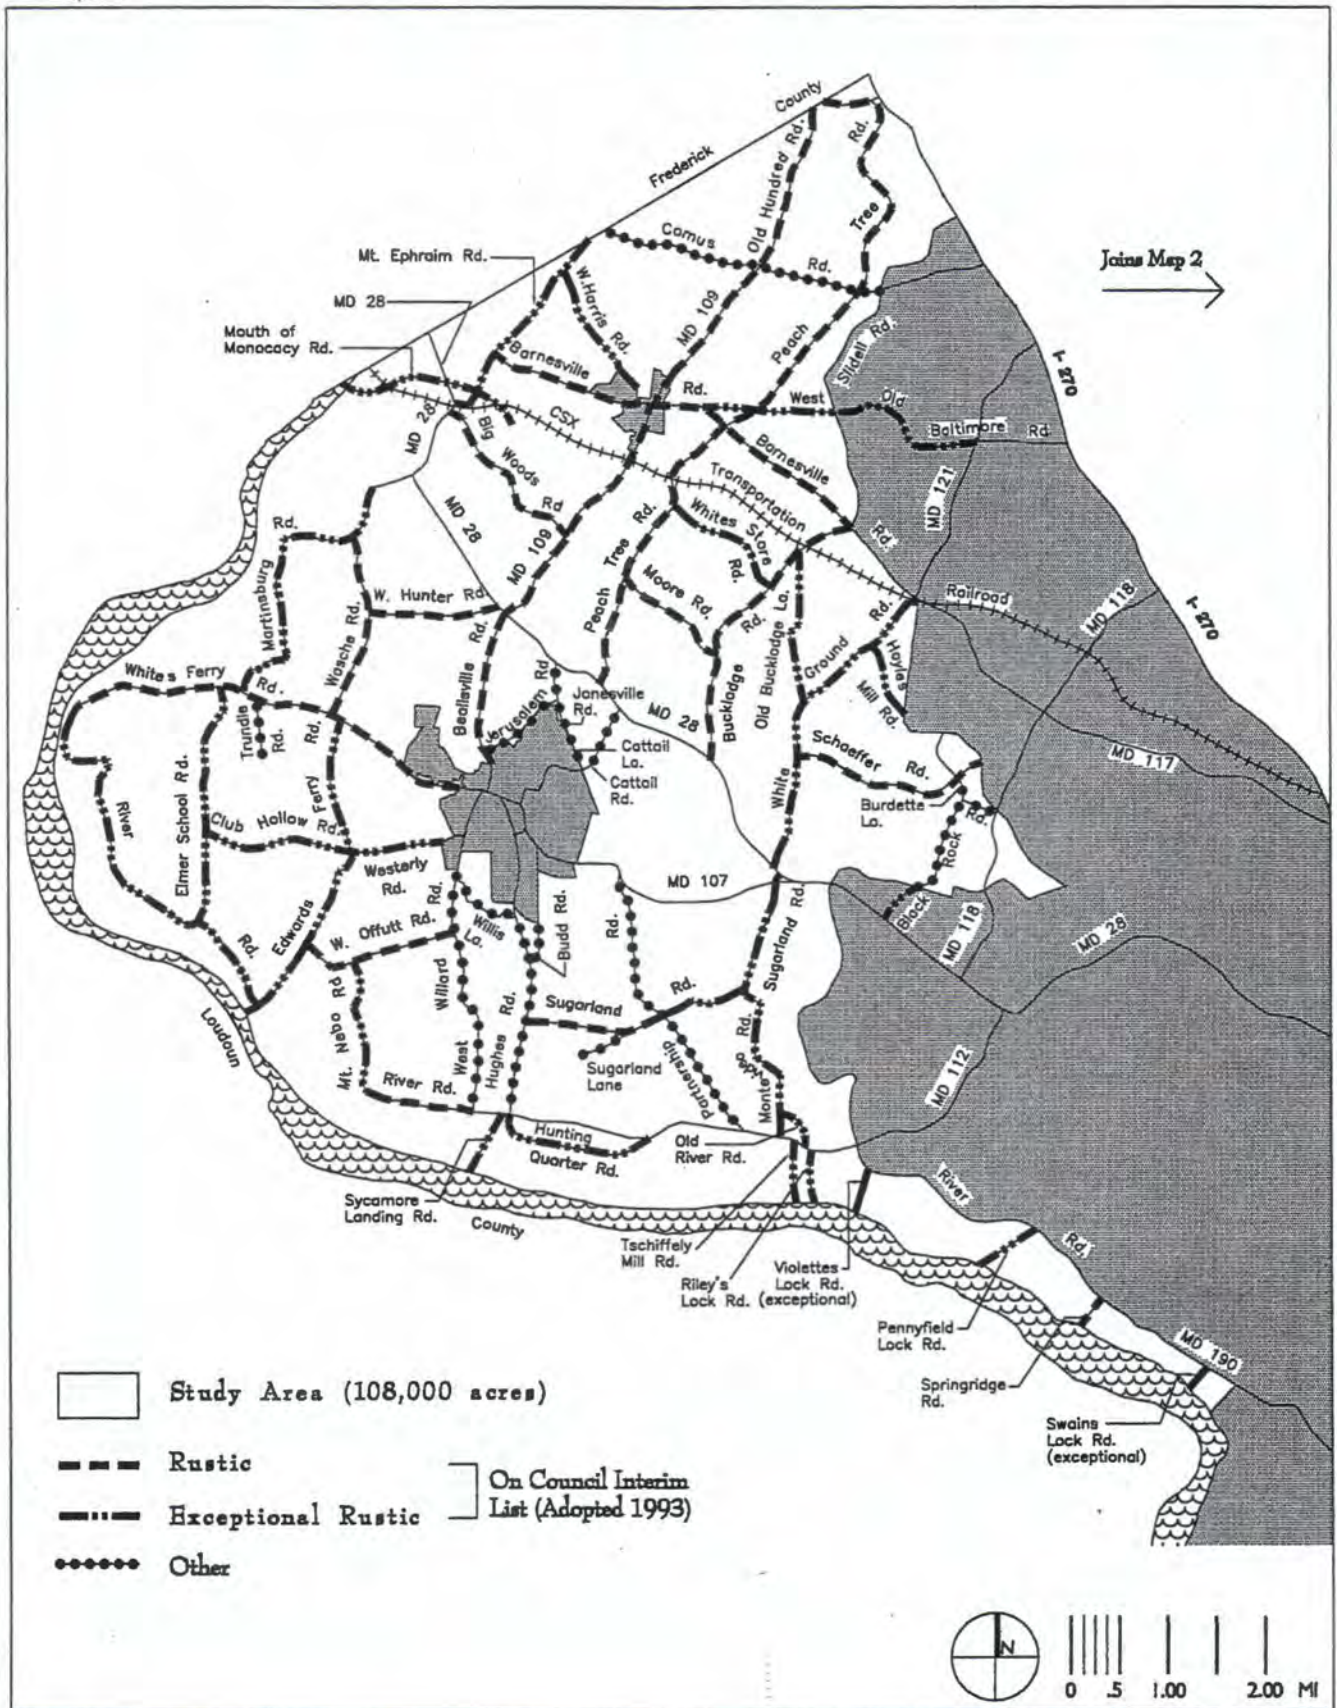 County
Frederick
Old Hundred Rd.
Rd.
Tree
Comus
Rd.
Mt. Ephraim Rd.
Joins Map 2
MD 28
W. Harris Rd.
MD 109
Mouth of
Monocacy Rd.
Peach
Slidell Rd.
I-270
Barnesville
Rd.
West
Old
Baltimore Rd
MD 28
Big
Woods
Rd
CSX
Transportation
Railroad
Barnesville
Rd.
MD 121
MD 28
MD 109
Peach
Tree
Rd.
Whites Store
Rd.
Moore Rd.
MD 118
I-270
Martinsburg
Rd.
W. Hunter Rd.
Wasche Rd.
Beallsville
Rd.
Buckledge
Rd.
Old Bucklodge La.
Ground
Rd.
Hoyles
Mill Rd.
Whites Ferry
Rd.
Trundle
Rd.
Jerusalem
Rd
Jonesville
Rd.
Cattail
La.
Cattail
Rd.
MD 28
MD 117
White
Schaeffer
Rd.
Burdette
La.
River
Rd.
Elmer School Rd.
Club Hollow Rd.
Edwards
Ferry
Rd.
Westerly
Rd.
MD 107
Black
Rock
Rd.
MD 118
MD 28
W. Offutt Rd.
Willis
La.
Budd Rd.
Rd.
Sugarland Rd.
Mt. Nebo Rd
West
Willard
Rd.
Hughes
Rd.
Sugarland
Rd.
Sugarland
Lane
Partnership
Montevideo
Rd.
MD 112
Loudoun
River Rd.
Hunting
Quarter Rd.
Old
River Rd.
Sycamore
Landing Rd.
County
Tschiffely
Mill Rd.
Riley's
Lock Rd.
Violettes
Lock Rd.
(exceptional)
River
Rd.
Pennyfield
Lock Rd.
Springridge
Rd.
MD 190
Swains
Lock Rd.
(exceptional)
Study Area (108,000 acres)
Rustic
Exceptional Rustic
On Council Interim
List (Adopted 1993)
Other
N
0 .5 1.00 2.00 MI